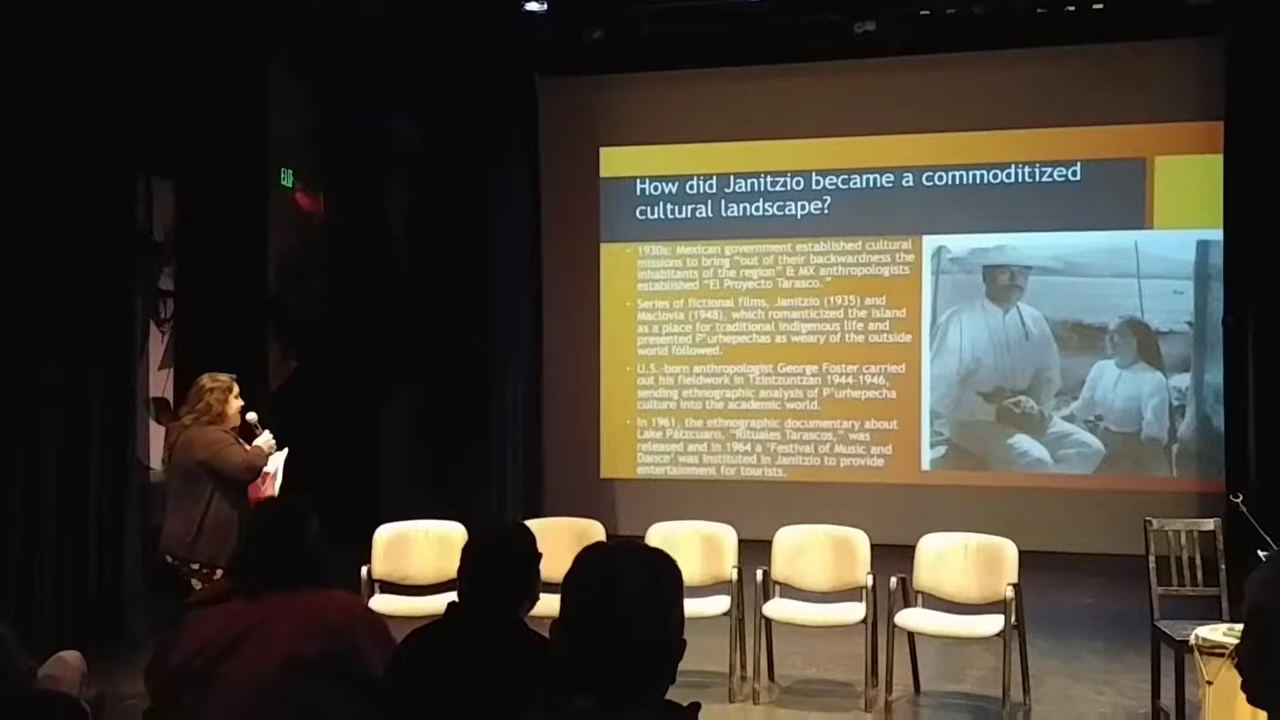 How did Janitzio became a commoditized
cultural landscape?
1930s: Mexican government established cultural
missions to bring "out of their backwardness the
inhabitants of the region" & MX anthropologists
established "El Proyecto Tarasco."
Series of fictional films, Janitzio (1935) and
Maclovia (1948), which romanticized the island
as a place for traditional indigenous life and
presented P'urhepechas as weary of the outside
world followed.
U.S.-born anthropologist George Foster carried
out his fieldwork in Tzintzuntzan 1944-1946,
sending ethnographic analysis of P'urhepecha
culture into the academic world.
In 1961, the ethnographic documentary about
Lake Pátzcuaro, "Rituales Tarascos," was
released and in 1964 a "Festival of Music and
Dance" was instituted in Janitzio to provide
entertainment for tourists.